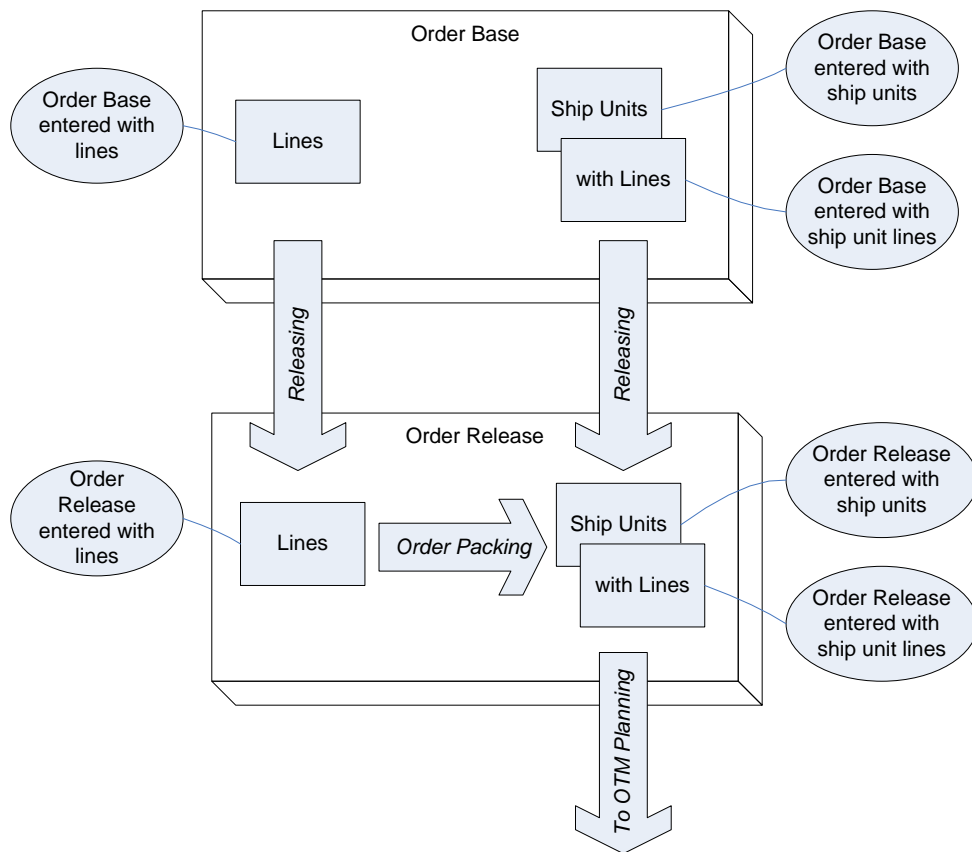 Order Base
Order Base
entered with
lines
Lines
Ship Units
with Lines
Order Base
entered with
ship units
Order Base
entered with
ship unit lines
Releasing
Releasing
Order Release
Order
Release
entered with
lines
Lines
Order Packing
Ship Units
with Lines
Order Release
entered with
ship units
Order Release
entered with
ship unit lines
To OTM Planning